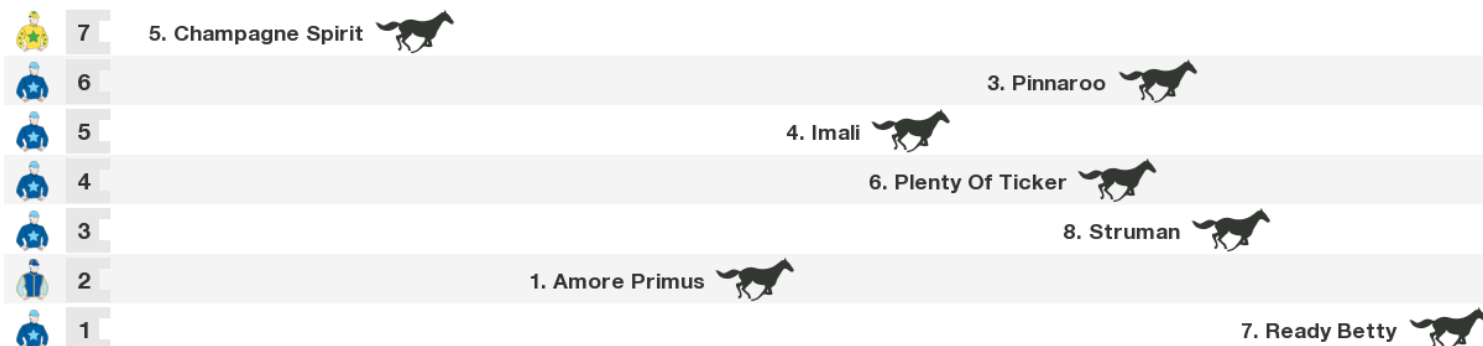 7 5. Champagne Spirit
6 3. Pinnaroo
5 4. Imali
4 6. Plenty Of Ticker
3 8. Struman
2 1. Amore Primus
1 7. Ready Betty